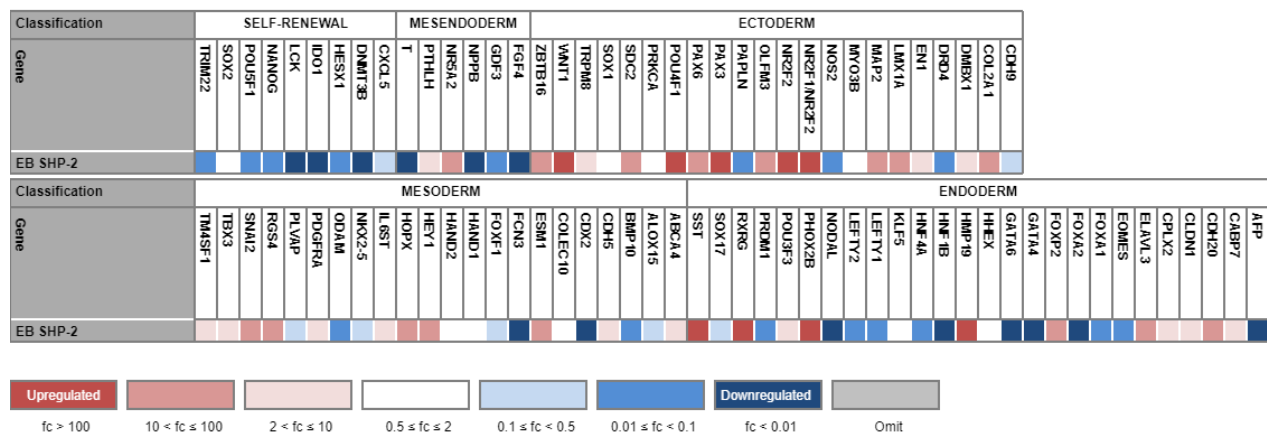 Classification SELF-RENEWAL MESENDODERM ECTODERM
Gene TRIM22 SOX2 POU5F1 NANOG LCK IDO1 HESX1 DNMT3B CXCL5 T PTHLH NR5A2 NPPB GDF3 FGF4 ZBTB16 WNT1 TRPM8 SOX1 SDC2 PRKCA POU4F1 PAX6 PAX3 PAPLN OLFM3 NR2F2 NR2F1/NR2F2 NOS2 MYO3B MAP2 LMX1A EN1 DRD4 DMBX1 COL2A1 CDH9
EB SHP-2
Classification MESODERM ENDODERM
Gene TM4SF1 TBX3 SNAI2 RGS4 PLVAP PDGFRA ODAM NKX2-5 IL6ST HOPX HEY1 HAND2 HAND1 FOXF1 FCN3 ESM1 COLEC10 CDX2 CDH5 BMP10 ALOX15 ABCA4 SST SOX17 RXRG PRDM1 POU3F3 PHOX2B NODAL LEFTY2 LEFTY1 KLF5 HNF4A HNF1B HMP19 HHEX GATA6 GATA4 FOXP2 FOXA2 FOXA1 EOMES ELAVL3 CPLX2 CLDN1 CDH20 CABP7 AFP
EB SHP-2
Upregulated Downregulated
fc > 100 10 < fc ≤ 100 2 < fc ≤ 10 0.5 ≤ fc ≤ 2 0.1 ≤ fc < 0.5 0.01 ≤ fc < 0.1 fc < 0.01 Omit